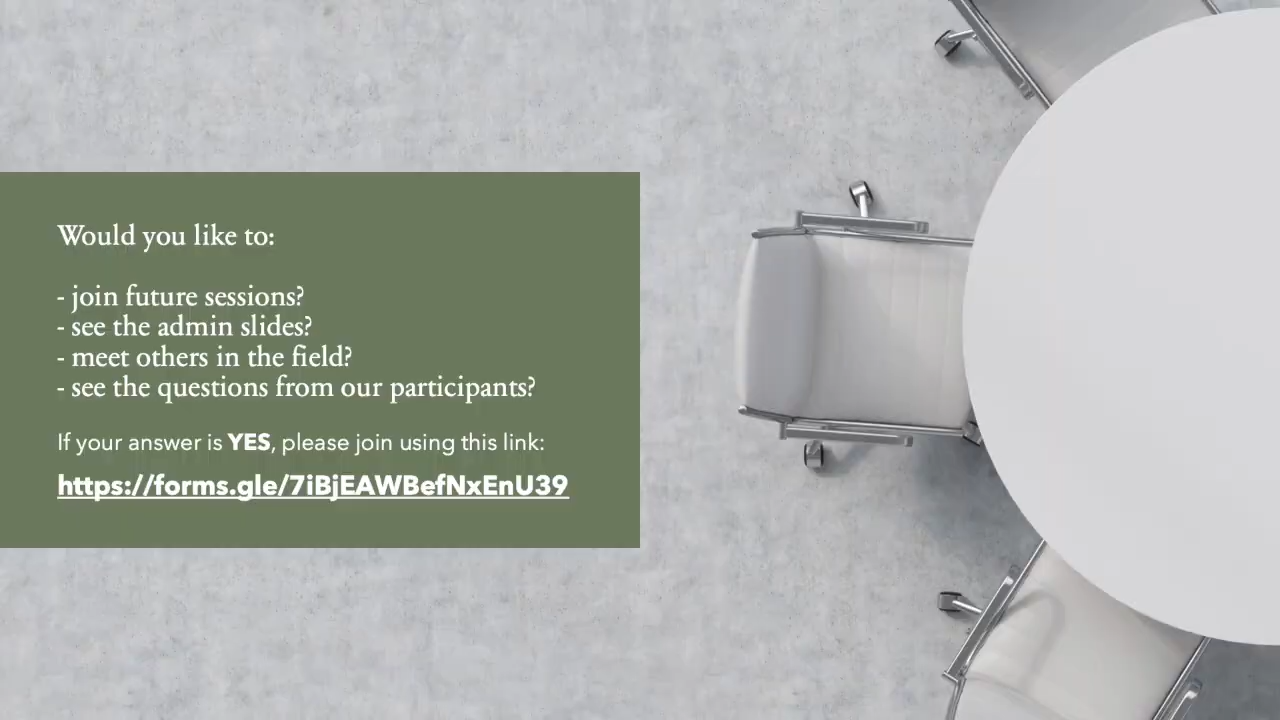 Would you like to:
- join future sessions?
- see the admin slides?
- meet others in the field?
- see the questions from our participants?
If your answer is YES, please join using this link:
https://forms.gle/7iBjEAWBefNxEnU39